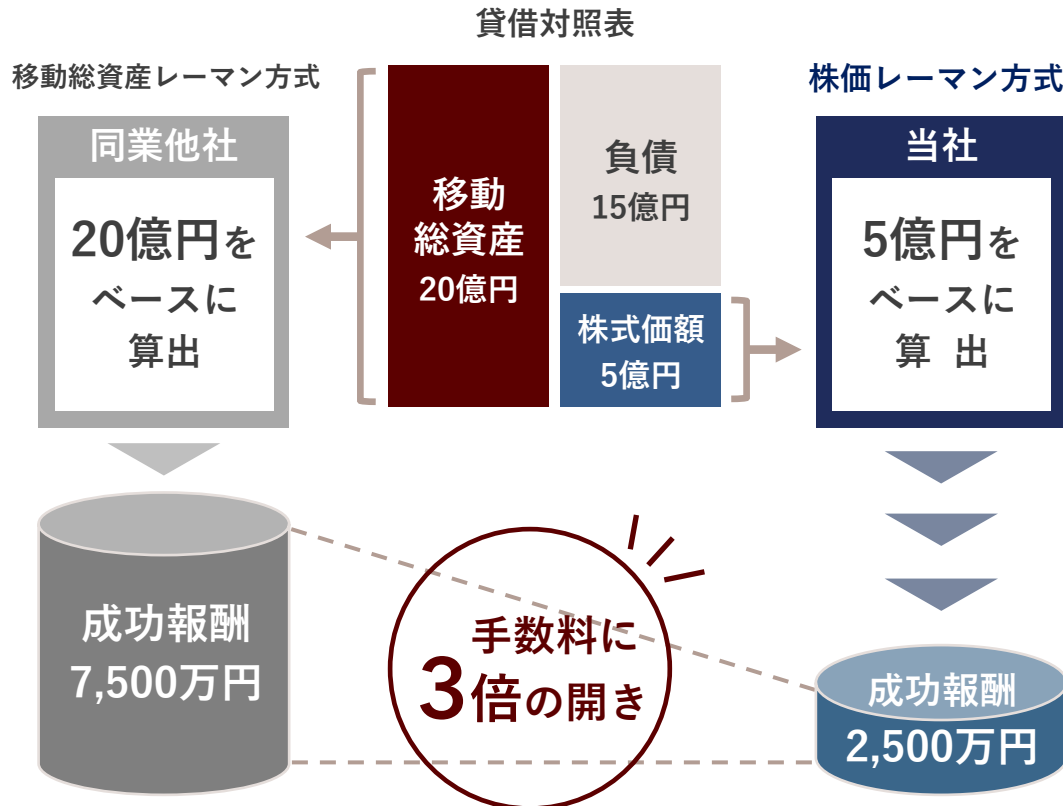 貸借対照表
移動総資産レーマン方式
同業他社
20億円を
ベースに
算出
移動
総資産
20億円
負債
15億円
株式価額
5億円
株価レーマン方式
当社
5億円を
ベースに
算 出
成功報酬
7,500万円
手数料に
3倍の開き
成功報酬
2,500万円